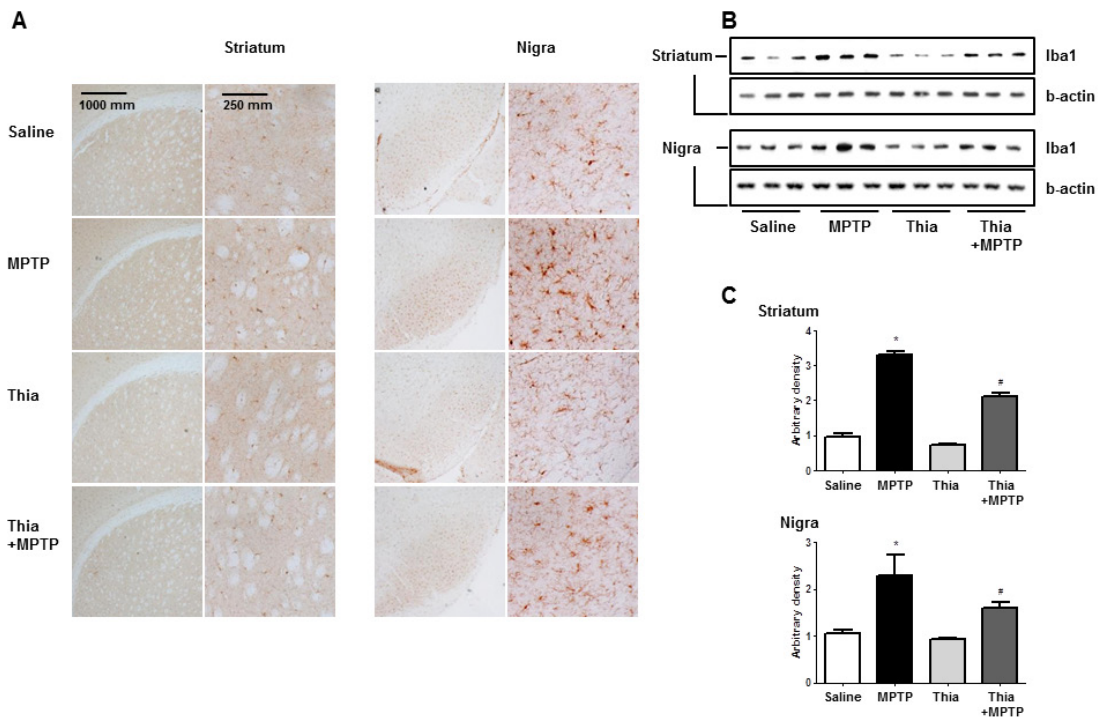 A
Striatum
Nigra
1000 mm
250 mm
Saline
MPTP
Thia
Thia
+MPTP
B
Striatum
Iba1
b-actin
Nigra
Iba1
b-actin
Saline
MPTP
Thia
Thia
+MPTP
C
Striatum
Arbitrary density
4
3
2
1
0
*
#
Saline
MPTP
Thia
Thia
+MPTP
Nigra
Arbitrary density
3
2
1
0
*
#
Saline
MPTP
Thia
Thia
+MPTP